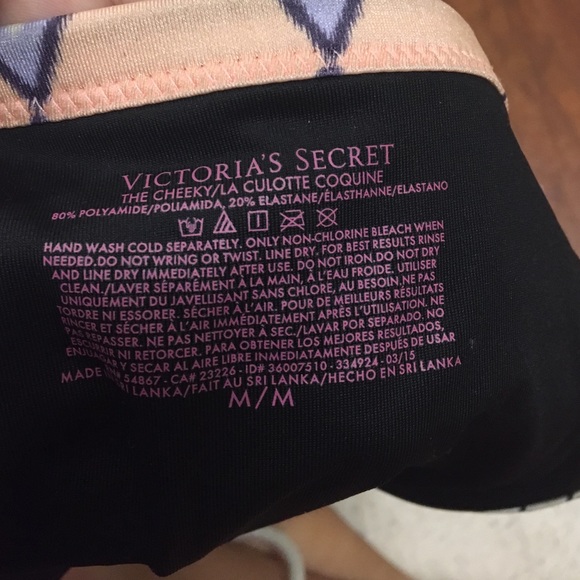 VICTORIA'S SECRET
THE CHEEKY/LA CULOTTE COQUINE
80% POLYAMIDE/POLIAMIDA, 20% ELASTANE/ÉLASTHANNE/ELASTANO
HAND WASH COLD SEPARATELY. ONLY NON-CHLORINE BLEACH WHEN
NEEDED.DO NOT WRING OR TWIST. LINE DRY. FOR BEST RESULTS RINSE
AND LINE DRY IMMEDIATELY AFTER USE. DO NOT IRON.DO NOT DRY
CLEAN./LAVER SÉPARÉMENT À LA MAIN, À L'EAU FROIDE. UTILISER
UNIQUEMENT DU JAVELLISANT SANS CHLORE, AU BESOIN.NE PAS
TORDRE NI ESSORER. SÉCHER À L'AIR. POUR DE MEILLEURS RÉSULTATS
RINCER ET SÉCHER À L'AIR IMMÉDIATEMENT APRÈS L'USAGE. NE
PAS REPASSER. NE PAS NETTOYER À SEC./LAVAR POR SEPARADO. NO
ESCURRIR NI RETORCER. PARA OBTENER LOS MEJORES RESULTADOS,
ENJUAGAR Y SECAR AL AIRE LIBRE INMEDIATAMENTE DESPUÉS DE USAR
54867 - CA# 23226 - ID# 36007510 - 334924 - 03/15
MADE SRI LANKA/FAIT AU SRI LANKA/HECHO EN SRI LANKA
M/M